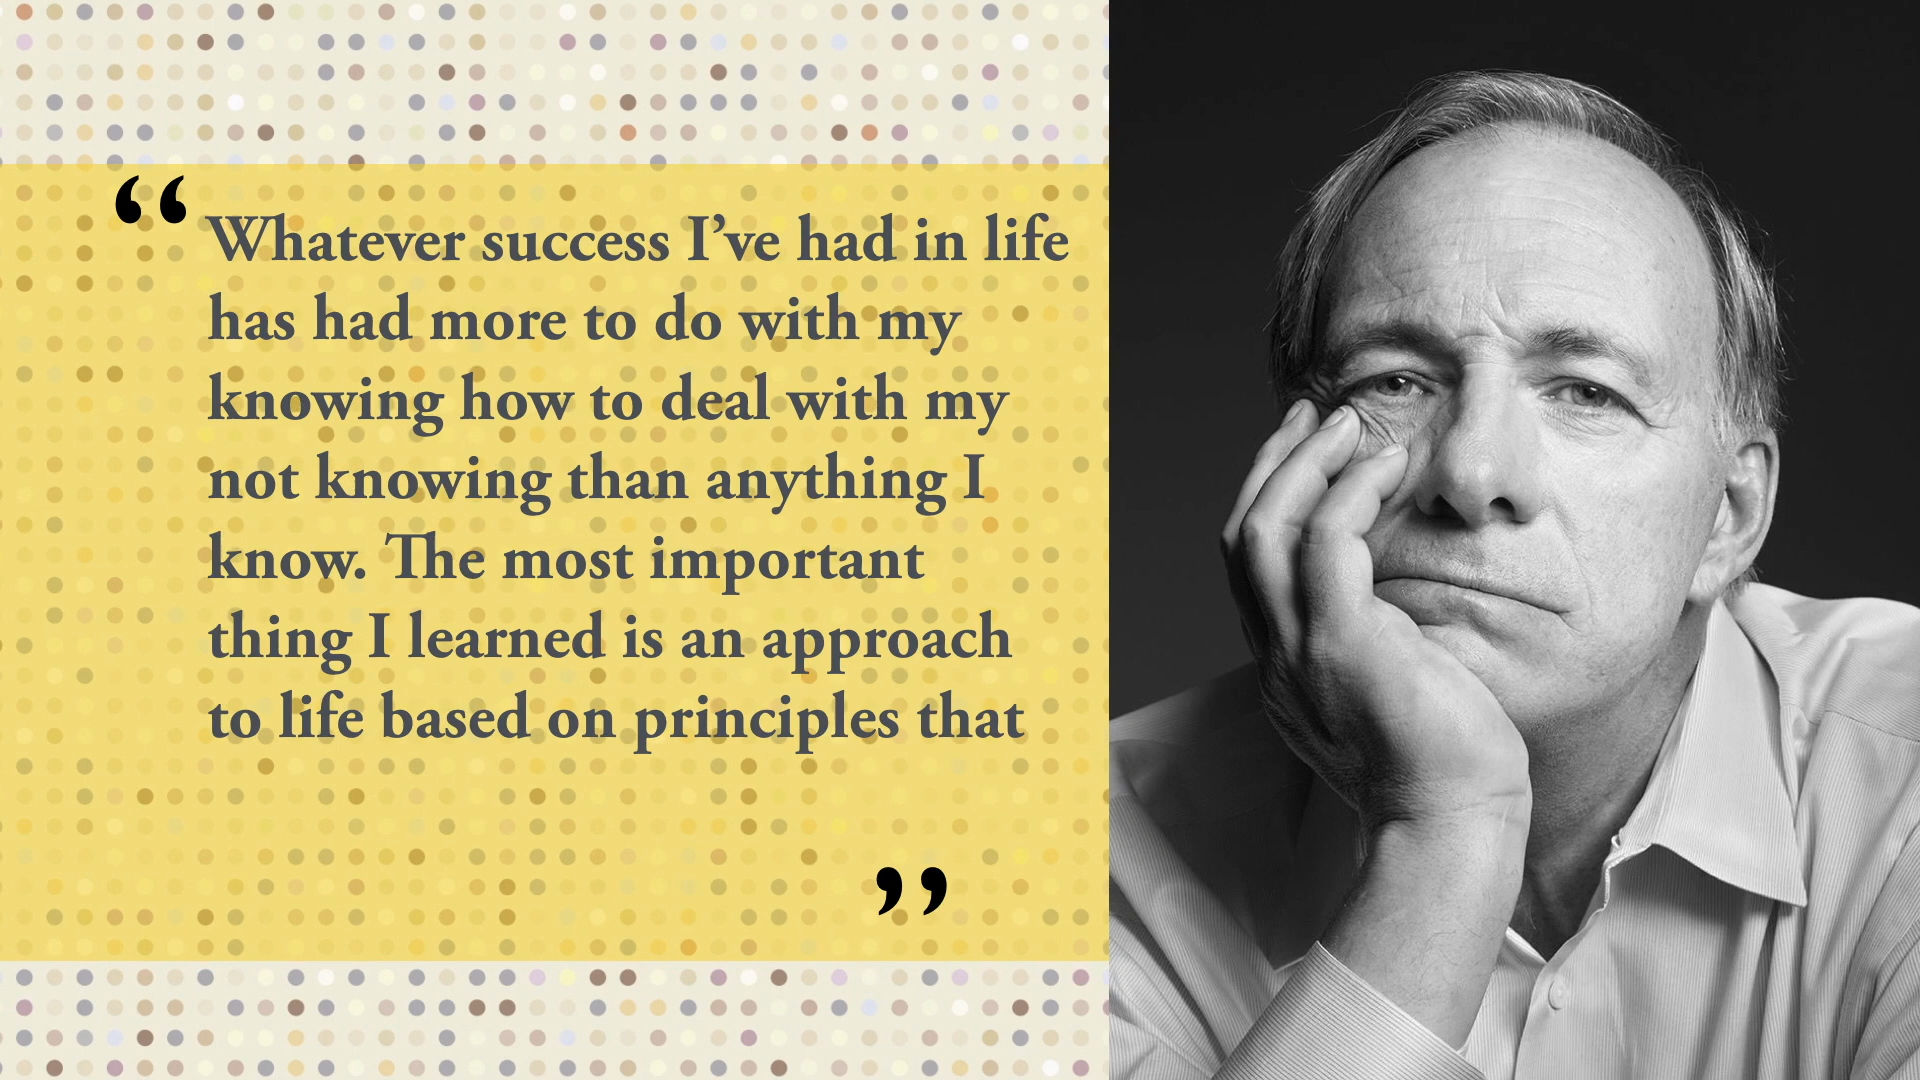 “Whatever success I’ve had in life
has had more to do with my
knowing how to deal with my
not knowing than anything I
know. The most important
thing I learned is an approach
to life based on principles that
”